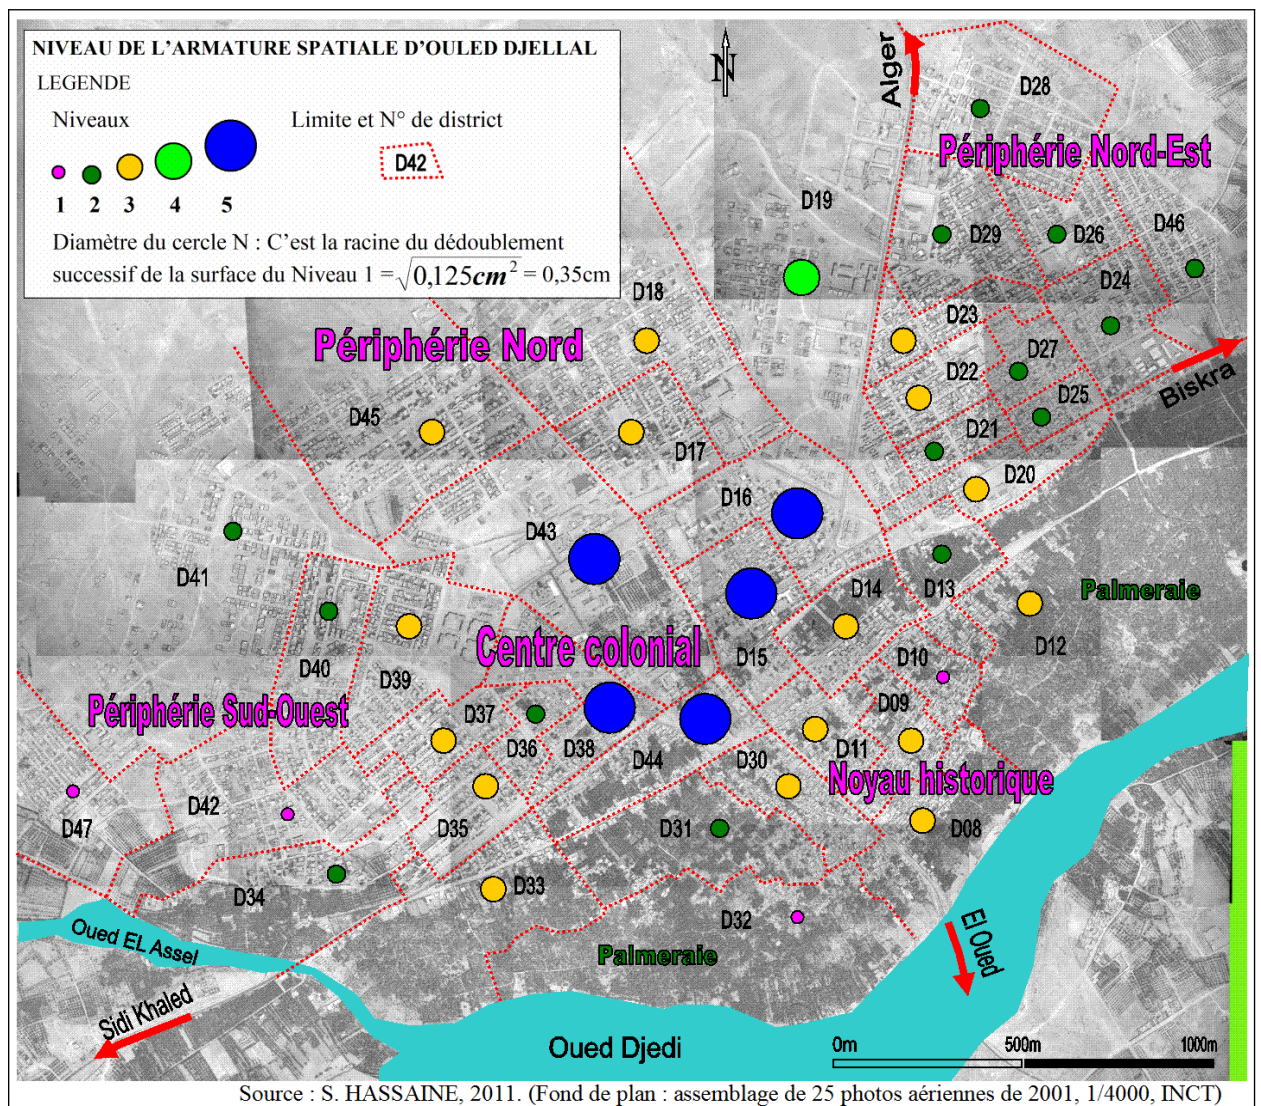 NIVEAU DE L'ARMATURE SPATIALE D'OULED DJELLAL
LEGENDE
Niveaux
Limite et N° de district
D42
1 2 3 4 5
Diamètre du cercle N : C'est la racine du dédoublement
successif de la surface du Niveau 1 = √0,125cm² = 0,35cm
N
Alger
D28
Périphérie Nord-Est
D19
D46
D29
D26
D24
D18
D23
Périphérie Nord
D27
D22
Biskra
D25
D45
D21
D17
D20
D16
D43
D41
D14
D13
Palmeraie
D12
Centre colonial
D15
D10
D40
D39
D09
Périphérie Sud-Ouest
D37
D36
D38
D44
D30
D11
Noyau historique
D42
D47
D35
D31
D08
D34
D33
D32
Oued EL Assel
Palmeraie
El Oued
Sidi Khaled
Oued Djedi
0m 500m 1000m
Source : S. HASSAINE, 2011. (Fond de plan : assemblage de 25 photos aériennes de 2001, 1/4000, INCT)